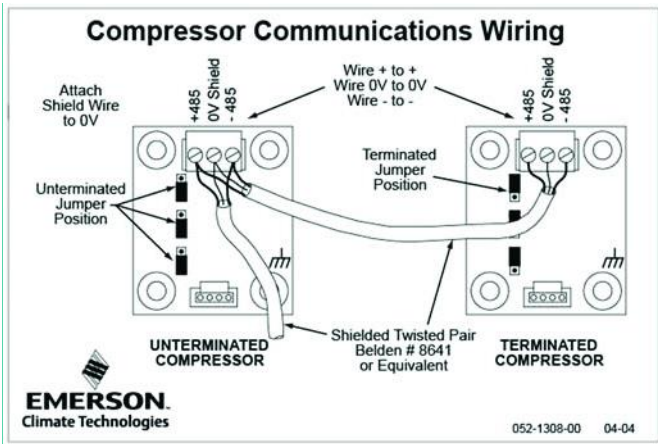 Compressor Communications Wiring
Attach
Shield Wire
to 0V
+485
0V Shield
- 485
Wire + to +
Wire 0V to 0V
Wire - to -
+485
0V Shield
- 485
Unterminated
Jumper
Position
Terminated
Jumper
Position
UNTERMINATED
COMPRESSOR
Shielded Twisted Pair
Belden # 8641
or Equivalent
TERMINATED
COMPRESSOR
EMERSON.
Climate Technologies
052-1308-00 04-04